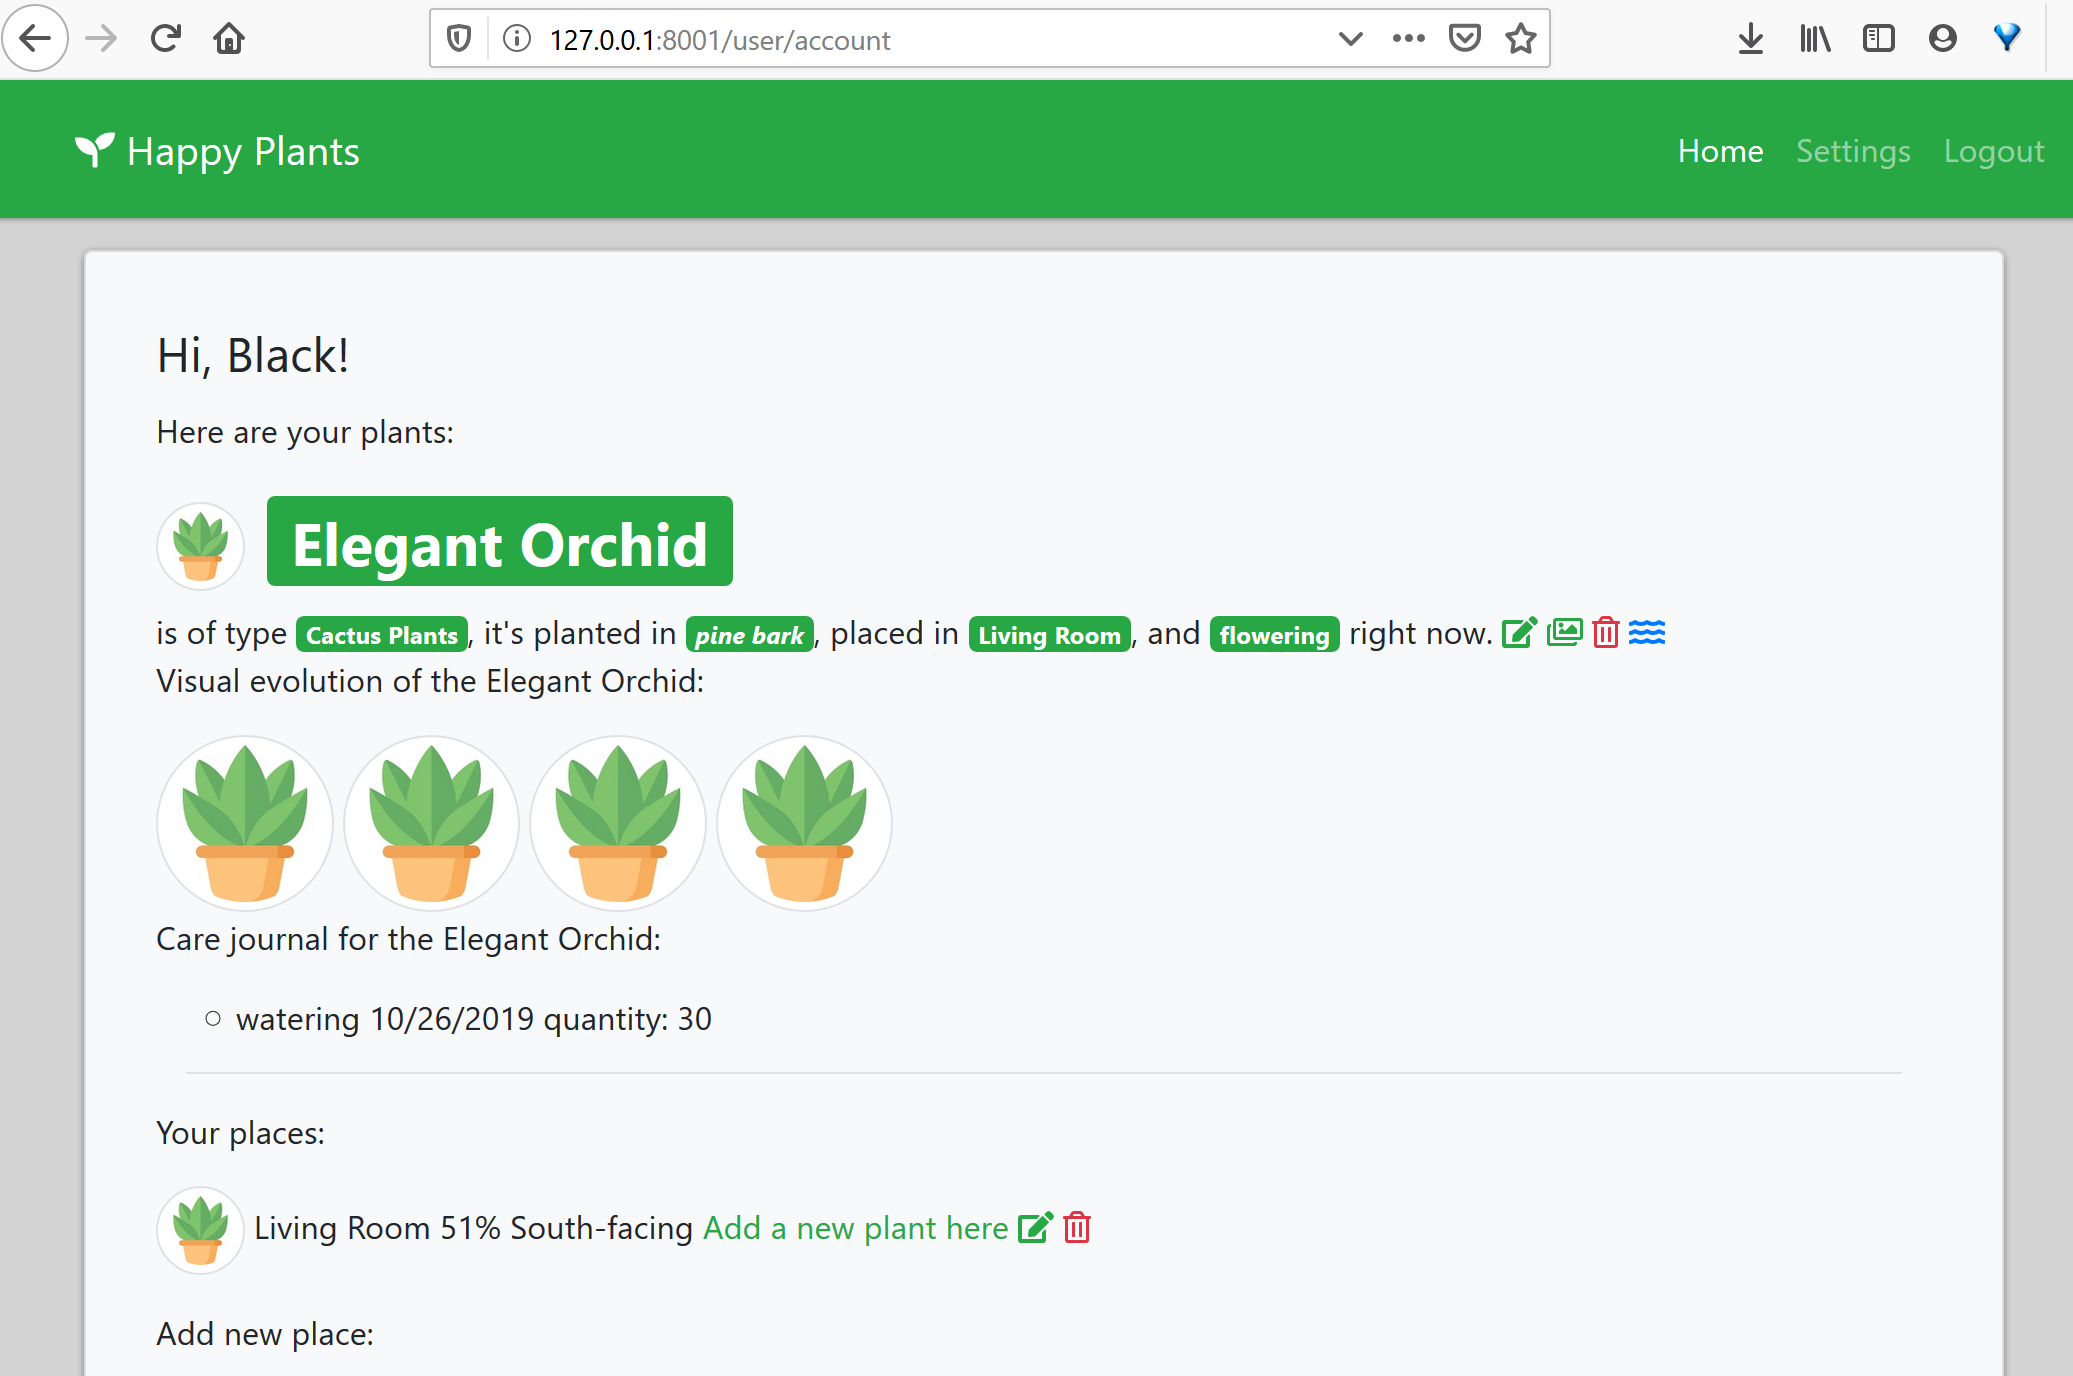 127.0.0.1:8001/user/account
Happy Plants
Home Settings Logout
Hi, Black!
Here are your plants:
Elegant Orchid
is of type Cactus Plants, it's planted in pine bark, placed in Living Room, and flowering right now.
Visual evolution of the Elegant Orchid:
Care journal for the Elegant Orchid:
watering 10/26/2019 quantity: 30
Your places:
Living Room 51% South-facing Add a new plant here
Add new place: